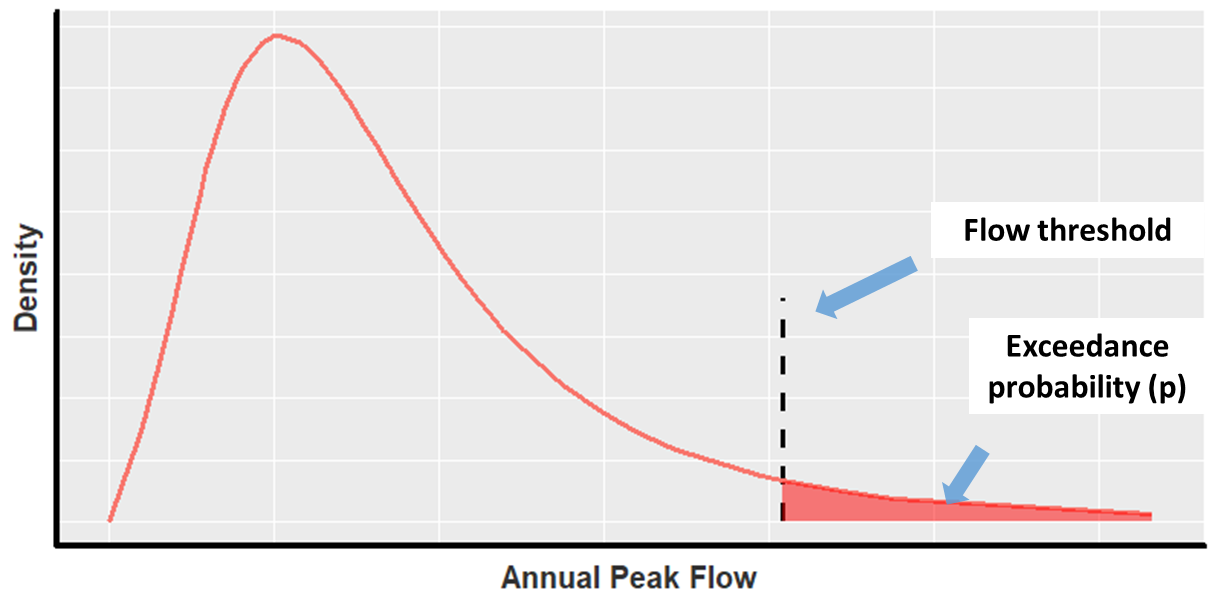 Density
Flow threshold
Exceedance
probability (p)
Annual Peak Flow